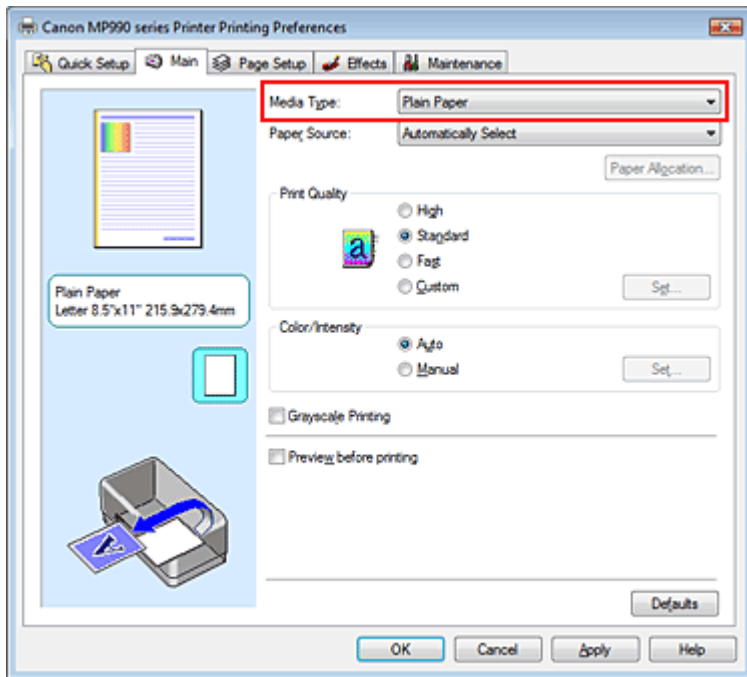 Canon MP990 series Printer Printing Preferences
Quick Setup Main Page Setup Effects Maintenance
Media Type: Plain Paper
Paper Source: Automatically Select
Paper Allocation...
Print Quality
High
a Standard
Fast
Custom Set...
Plain Paper
Letter 8.5"x11" 215.9x279.4mm
Color/Intensity
Auto
Manual Set...
Grayscale Printing
Preview before printing
A
Defaults
OK Cancel Apply Help